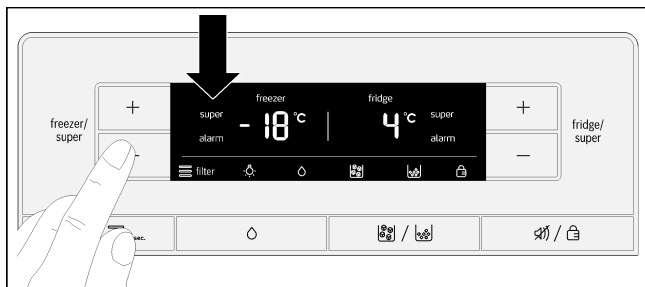 freezer
fridge
super
alarm
- 18 °C
4 °C
super
alarm
filter
freezer/
super
+
+
-
fridge/
super
sec.
/
/